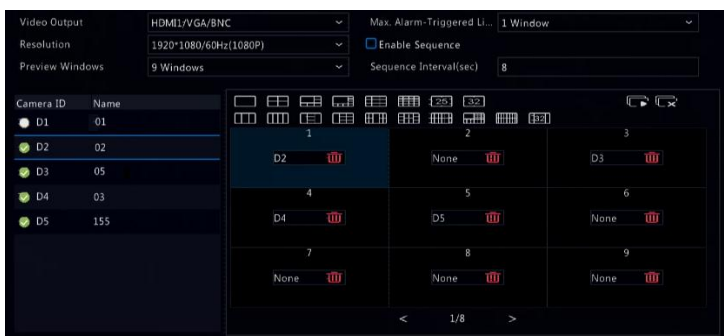 Video Output HDMI1/VGA/BNC Max. Alarm-Triggered Li... 1 Window
Resolution 1920*1080/60Hz(1080P) Enable Sequence
Preview Windows 9 Windows Sequence Interval(sec) 8
Camera ID Name
D1 01
D2 02
D3 05
D4 03
D5 155
25 32
32
1 2 3
D2 None D3
4 5 6
D4 D5 None
7 8 9
None None None
< 1/8 >